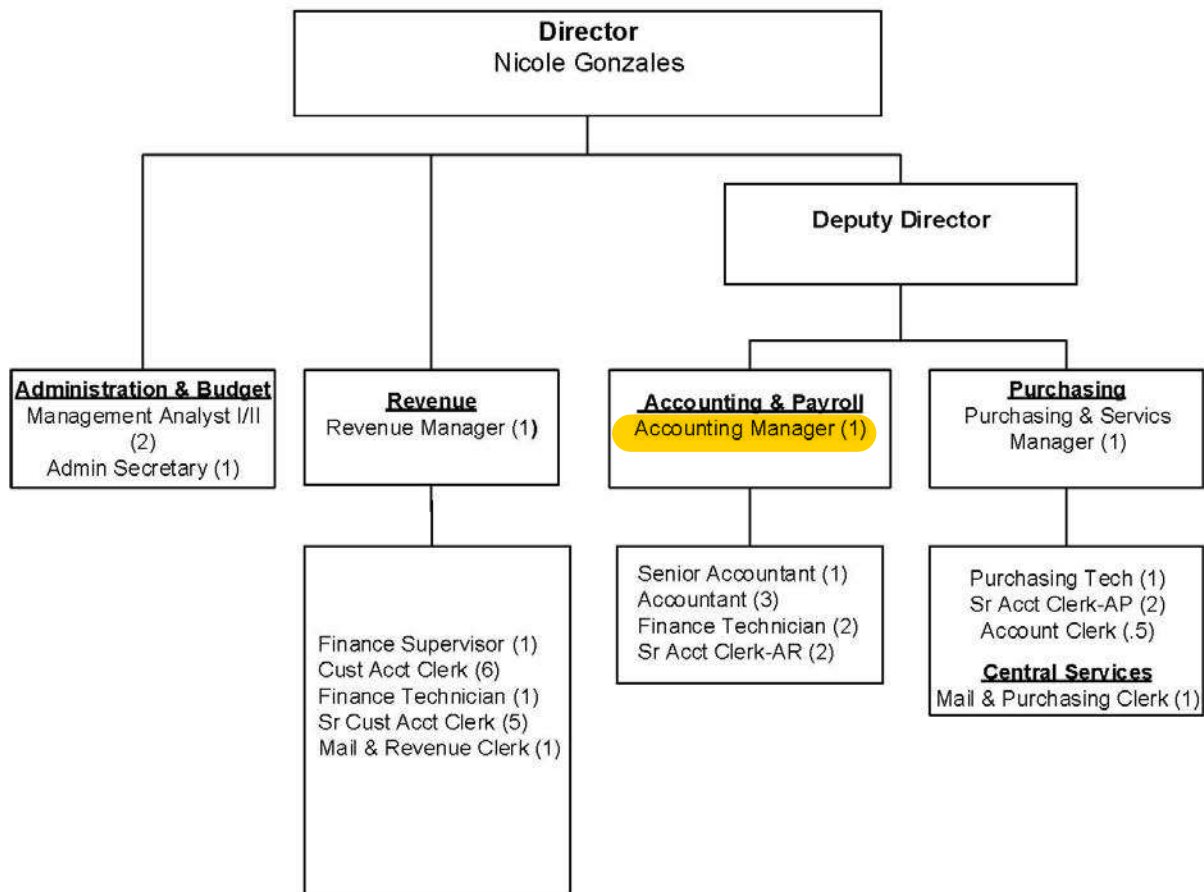 Director
Nicole Gonzales
Deputy Director
Administration & Budget
Management Analyst I/II
(2)
Admin Secretary (1)
Revenue
Revenue Manager (1)
Accounting & Payroll
Accounting Manager (1)
Purchasing
Purchasing & Servics
Manager (1)
Finance Supervisor (1)
Cust Acct Clerk (6)
Finance Technician (1)
Sr Cust Acct Clerk (5)
Mail & Revenue Clerk (1)
Senior Accountant (1)
Accountant (3)
Finance Technician (2)
Sr Acct Clerk-AR (2)
Purchasing Tech (1)
Sr Acct Clerk-AP (2)
Account Clerk (.5)
Central Services
Mail & Purchasing Clerk (1)